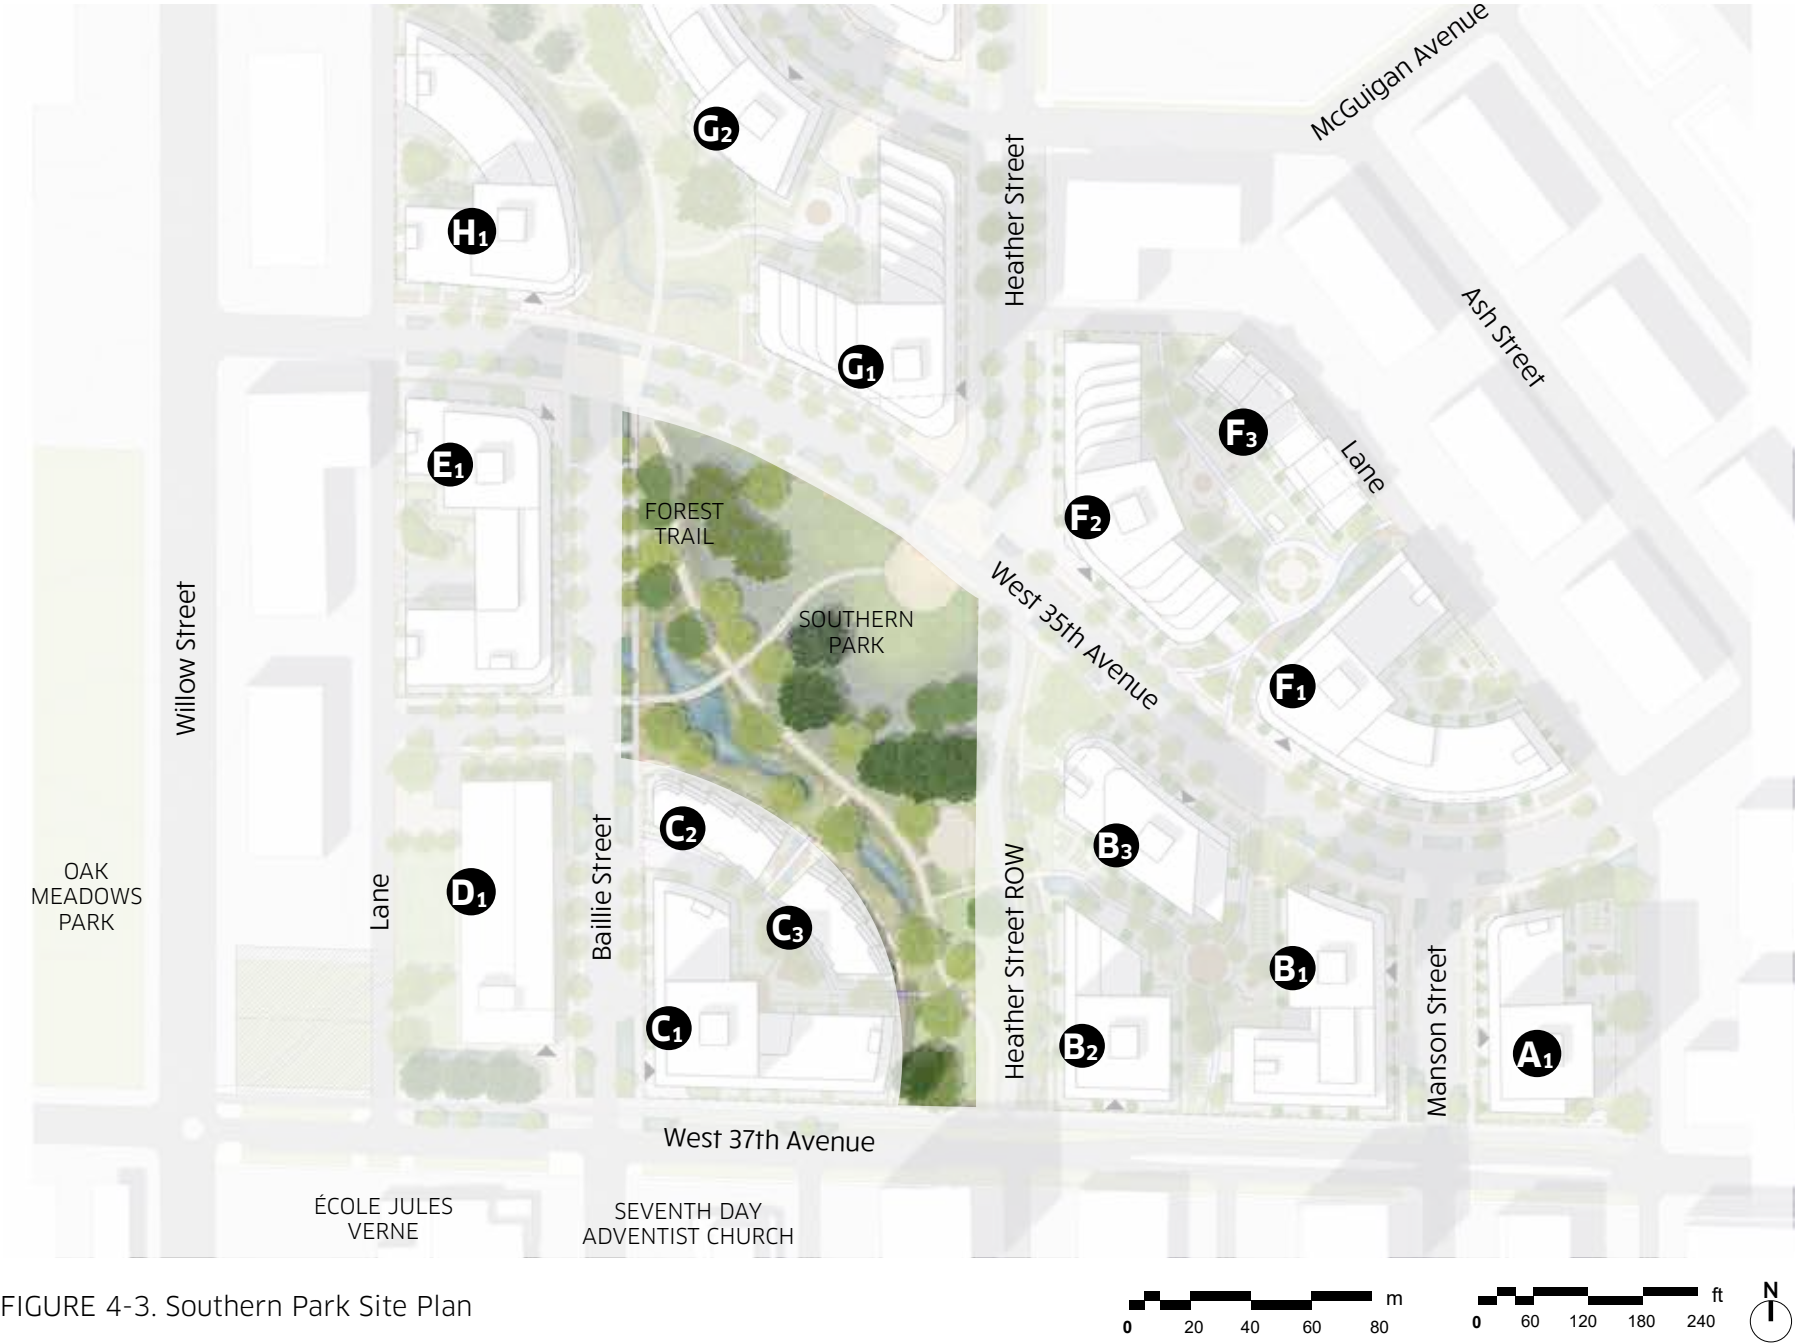 McGuigan Avenue
G2
Heather Street
H1
Ash Street
G1
F3
E1
Lane
F2
FOREST
TRAIL
West 35th Avenue
SOUTHERN
PARK
Willow Street
F1
C2
B3
OAK
MEADOWS
PARK
D1
Lane
Baillie Street
C3
Heather Street ROW
B1
Manson Street
C1
B2
A1
West 37th Avenue
ÉCOLE JULES
VERNE
SEVENTH DAY
ADVENTIST CHURCH
FIGURE 4-3. Southern Park Site Plan
m
0 20 40 60 80
ft
0 60 120 180 240
N